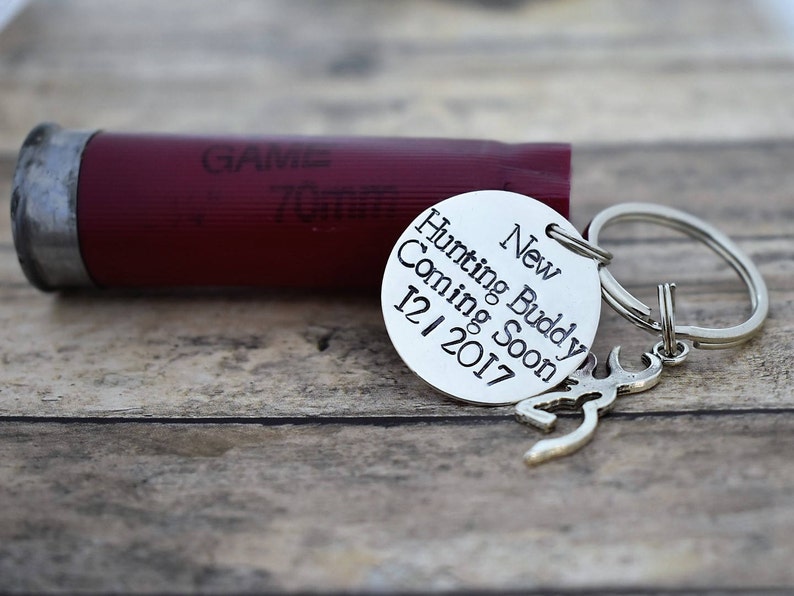 GAME
70mm
New
Hunting Buddy
Coming Soon
12/2017